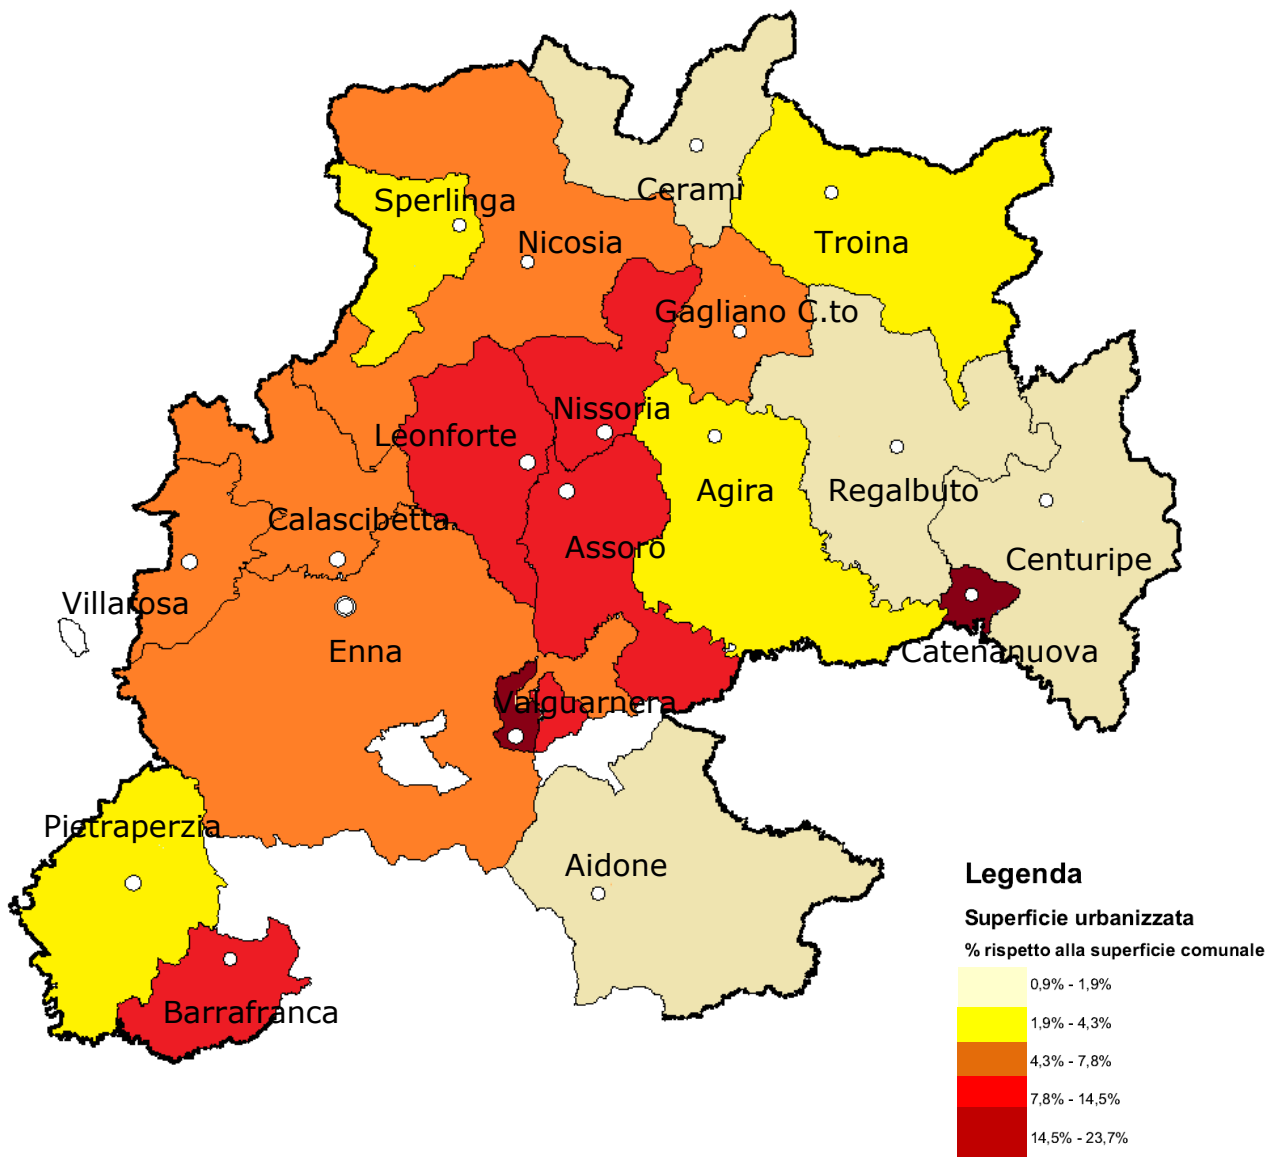 Cerami
Sperlinga
Nicosia
Troina
Gagliano C.to
Nissoria
Leonforte
Agira
Regalbuto
Calascibetta
Assoro
Centuripe
Villarosa
Enna
Catenanuova
Valguarnera
Pietraperzia
Aidone
Barrafranca
Legenda
Superficie urbanizzata
% rispetto alla superficie comunale
0,9% - 1,9%
1,9% - 4,3%
4,3% - 7,8%
7,8% - 14,5%
14,5% - 23,7%